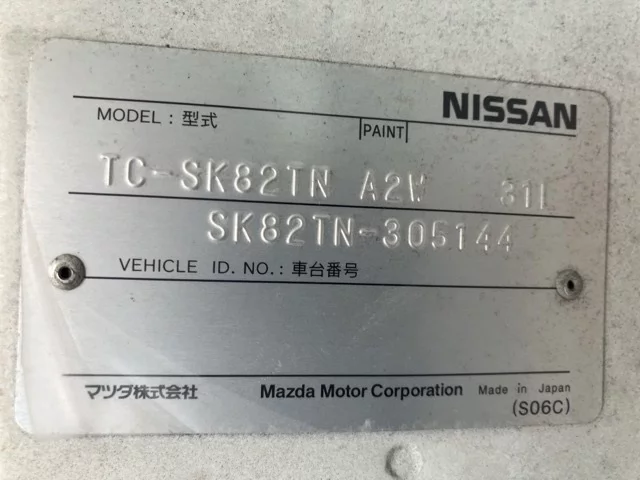 NISSAN
MODEL : 型式 PAINT
TC-SK82TN A2W 31L
SK82TN-305144
VEHICLE ID. NO. : 車台番号
マツダ株式会社 Mazda Motor Corporation Made in Japan
(S06C)